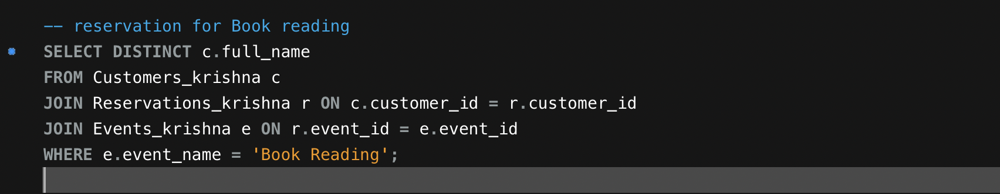 -- reservation for Book reading
SELECT DISTINCT c.full_name
FROM Customers_krishna c
JOIN Reservations_krishna r ON c.customer_id = r.customer_id
JOIN Events_krishna e ON r.event_id = e.event_id
WHERE e.event_name = 'Book Reading';